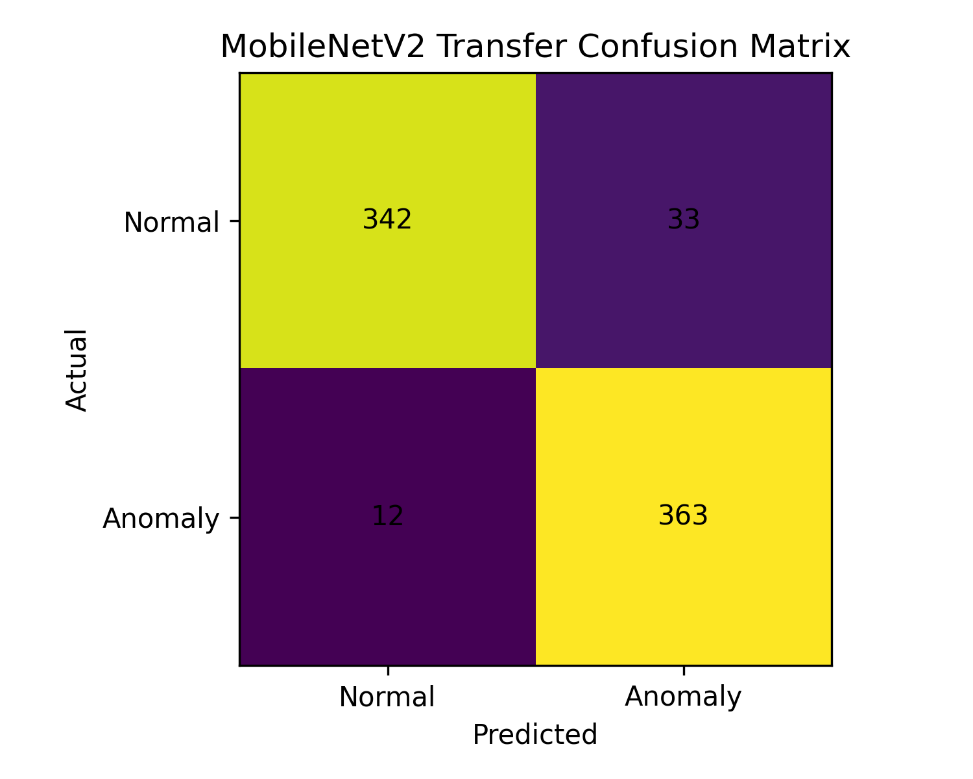 MobileNetV2 Transfer Confusion Matrix
Normal
342
33
Actual
Anomaly
12
363
Normal
Anomaly
Predicted